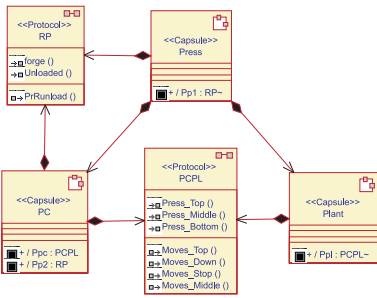 <<Protocol>>
RP
forge ()
Unloaded ()
PrRunload ()
<<Capsule>>
Press
+ / Pp1 : RP~
<<Capsule>>
PC
+ / Ppc : PCPL
+ / Pp2 : RP
<<Protocol>>
PCPL
Press_Top ()
Press_Middle ()
Press_Bottom ()
Moves_Top ()
Moves_Down ()
Moves_Stop ()
Moves_Middle ()
<<Capsule>>
Plant
+ / Ppl : PCPL~